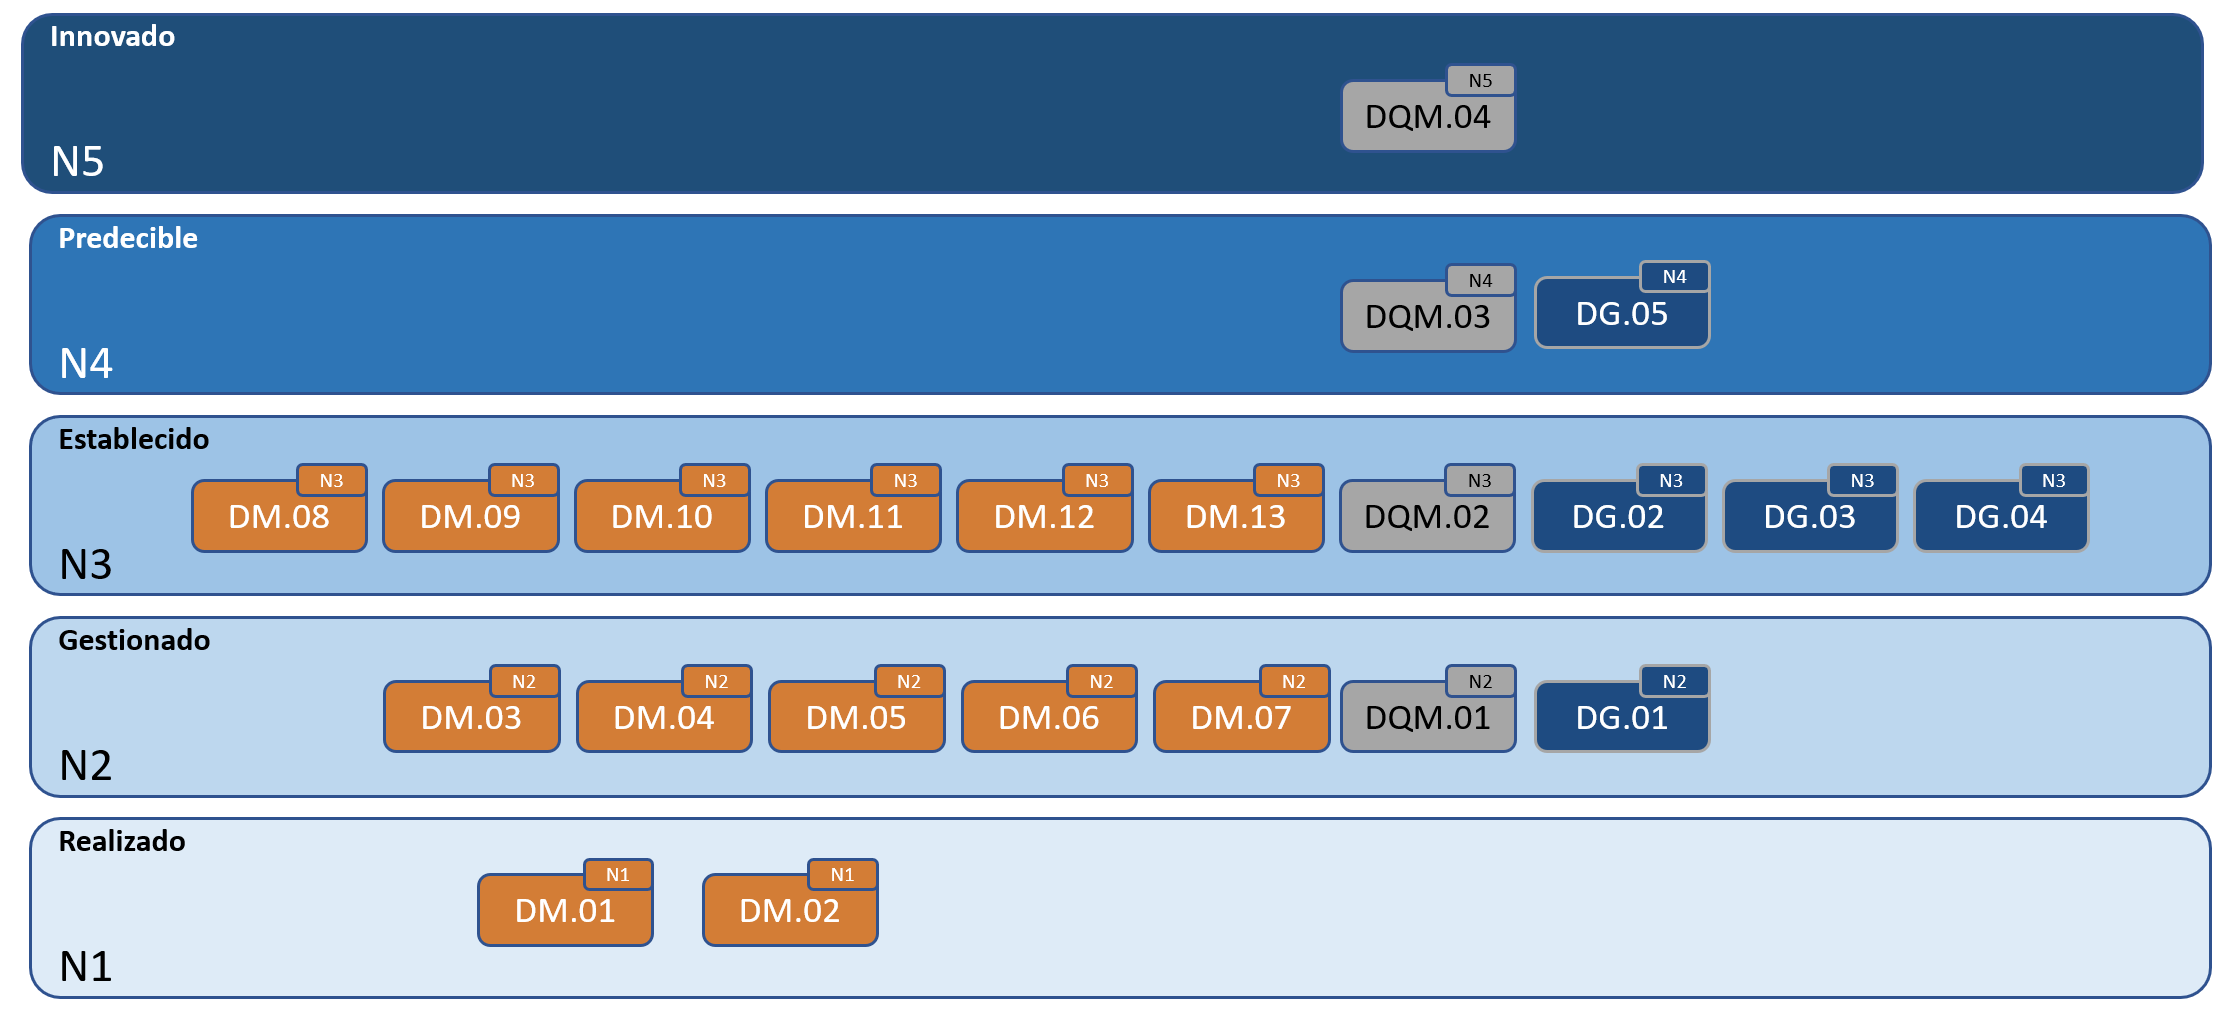 Innovado
N5
DQM.04
N5
Predecible
N4
DQM.03
N4
DG.05
N4
Establecido
N3
DM.08
N3
DM.09
N3
DM.10
N3
DM.11
N3
DM.12
N3
DM.13
N3
DQM.02
N3
DG.02
N3
DG.03
N3
DG.04
N3
Gestionado
N2
DM.03
N2
DM.04
N2
DM.05
N2
DM.06
N2
DM.07
N2
DQM.01
N2
DG.01
N2
Realizado
N1
DM.01
N1
DM.02
N1